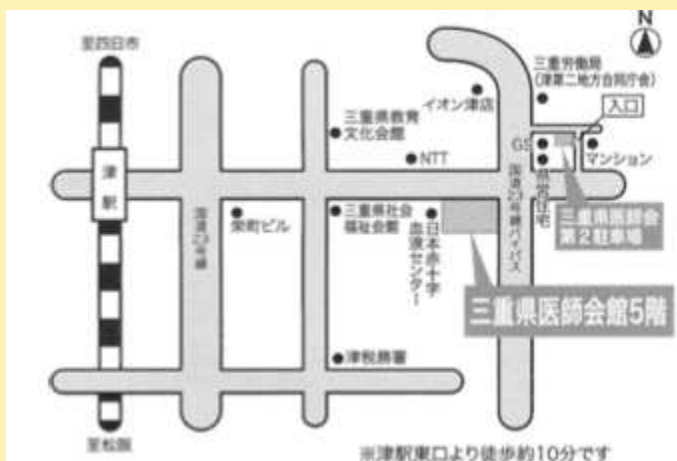 N
至四日市
三重労働局
(津第二地方合同庁舎)
イオン津店
入口
三重県教育
文化会館
GS
NTT
マンション
津駅
国道23号線
国道23号線バイパス
県営住宅
栄町ビル
三重県社会
福祉会館
日本赤十字
血液センター
三重県医師会
第2駐車場
三重県医師会館5階
津税務署
至松阪
※津駅東口より徒歩約10分です